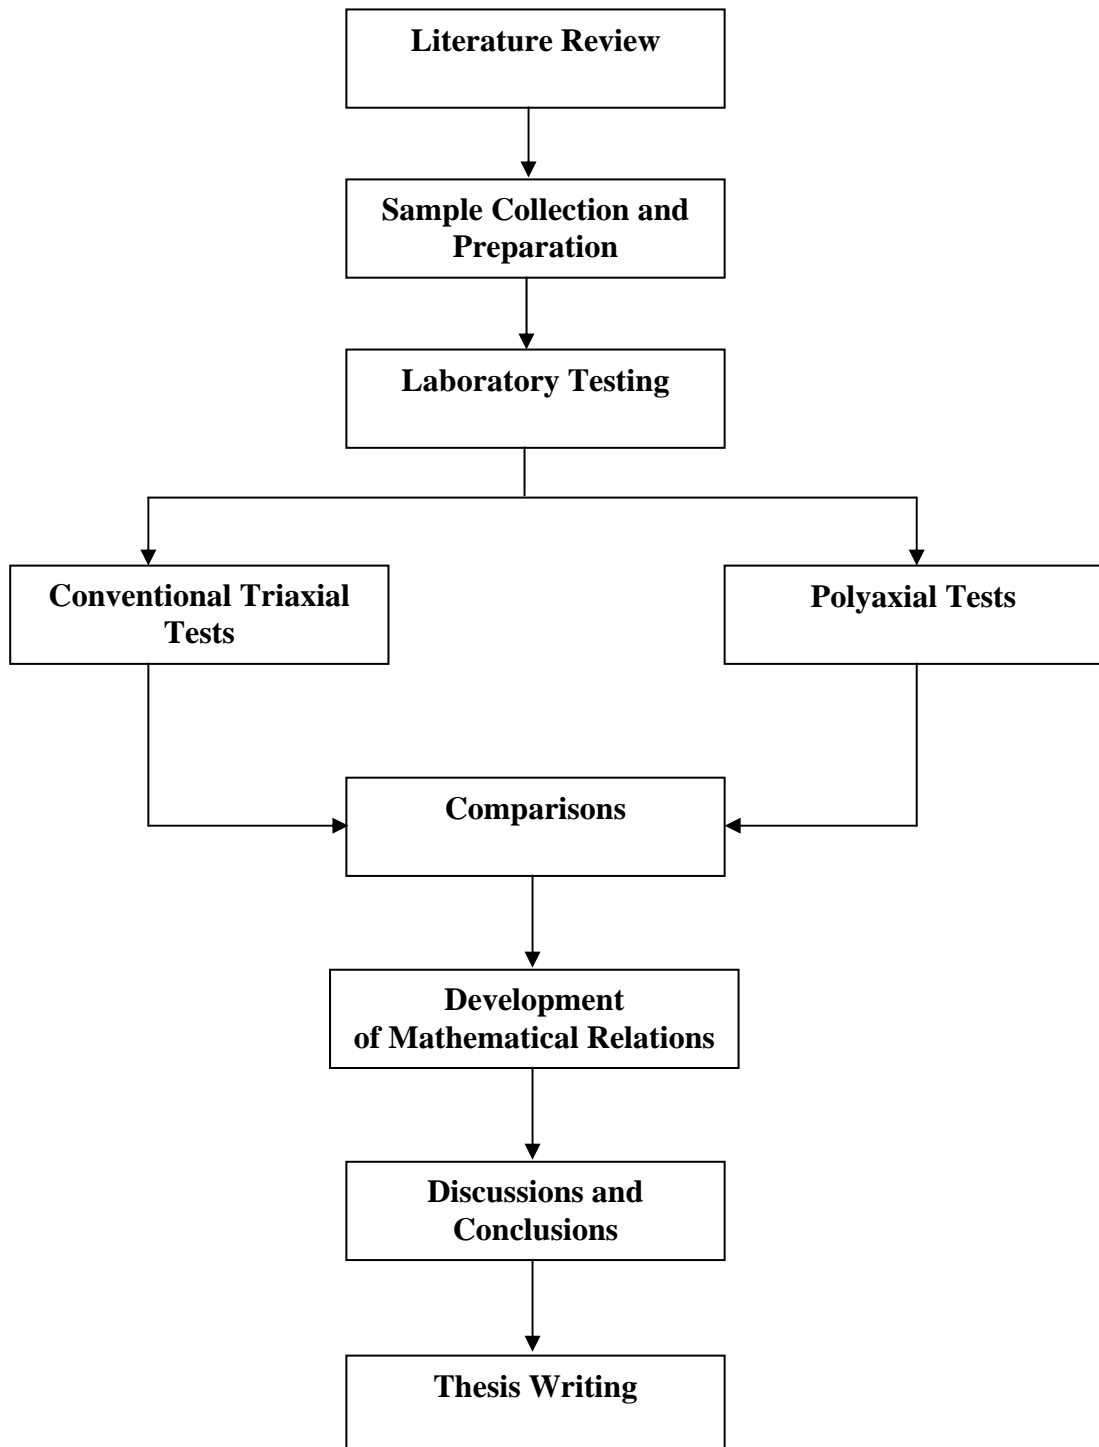 Literature Review
Sample Collection and
Preparation
Laboratory Testing
Conventional Triaxial
Tests
Polyaxial Tests
Comparisons
Development
of Mathematical Relations
Discussions and
Conclusions
Thesis Writing